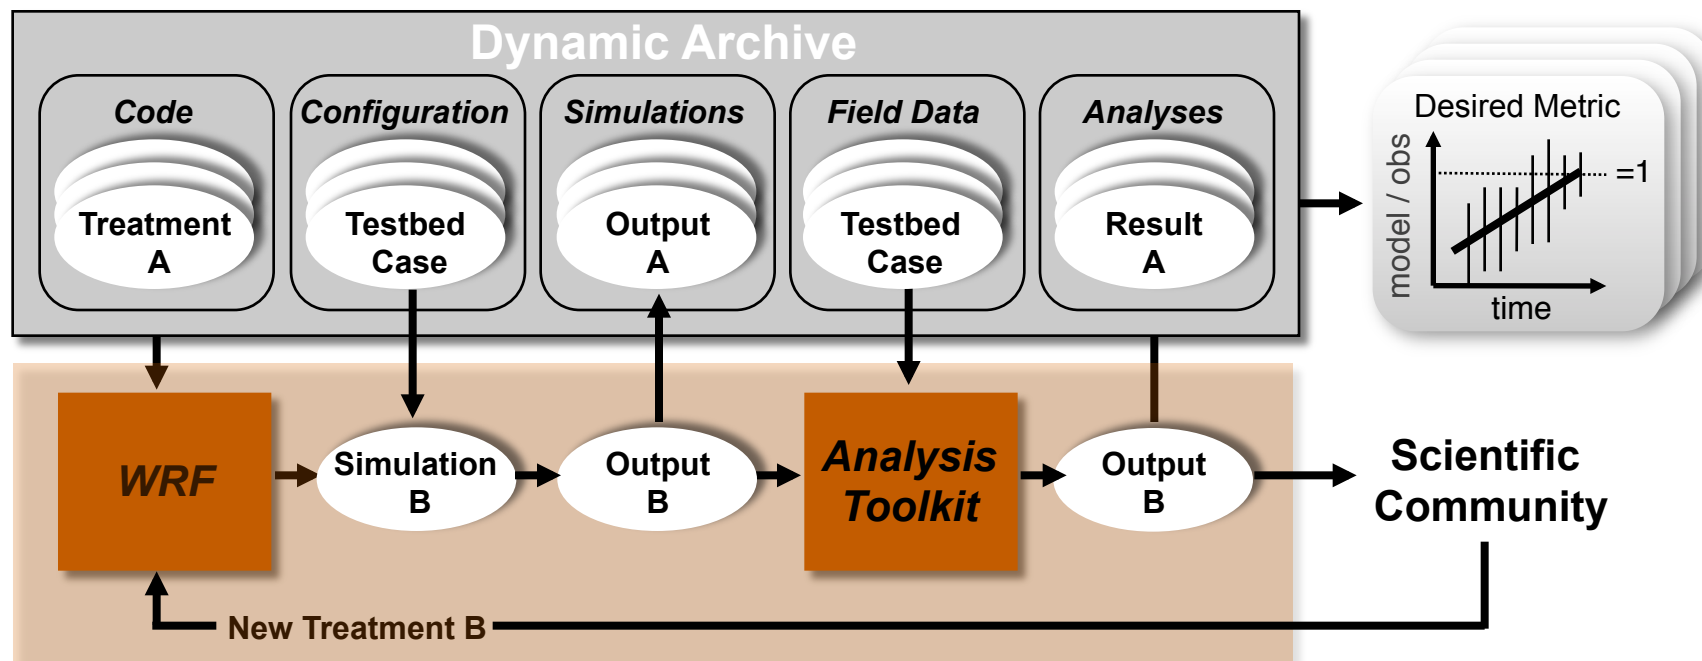 Dynamic Archive
Code
Configuration
Simulations
Field Data
Analyses
Treatment
A
Testbed
Case
Output
A
Testbed
Case
Result
A
Desired Metric
model / obs
=1
time
WRF
Simulation
B
Output
B
Analysis
Toolkit
Output
B
Scientific
Community
New Treatment B